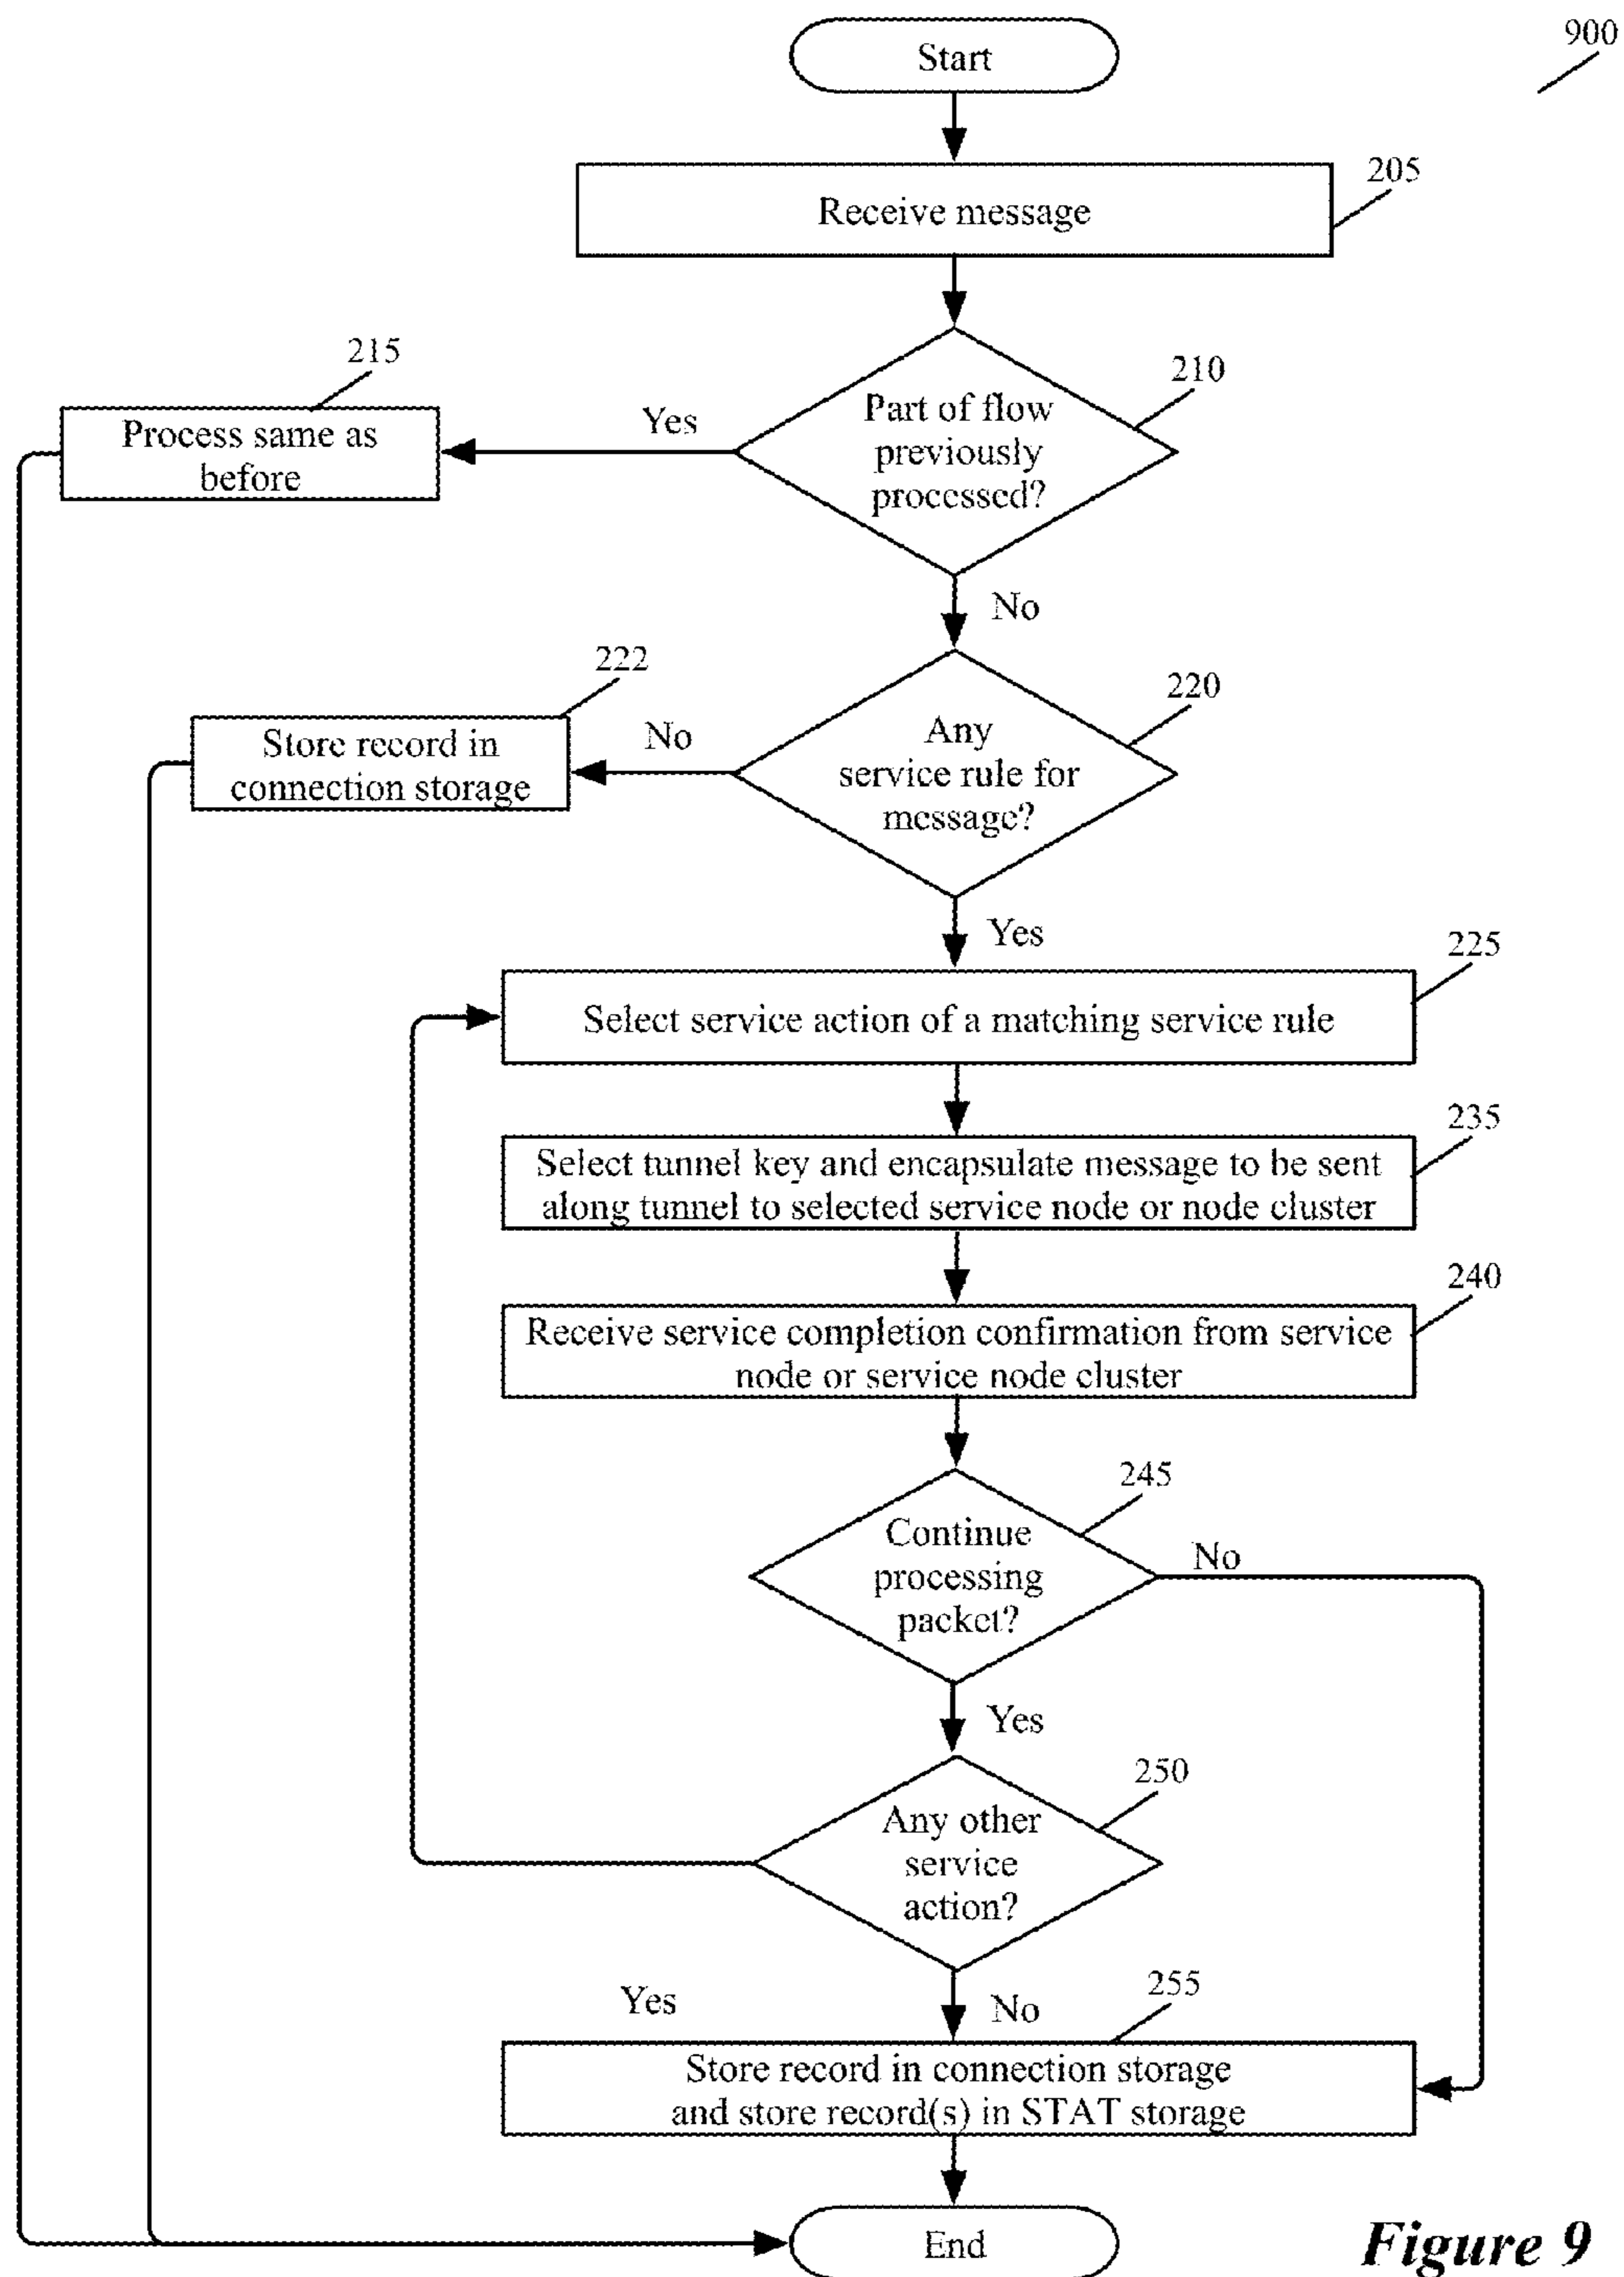 900
Start
205
Receive message
210
Part of flow
previously
processed?
Yes
215
Process same as
before
No
220
Any
service rule for
message?
No
222
Store record in
connection storage
Yes
225
Select service action of a matching service rule
235
Select tunnel key and encapsulate message to be sent
along tunnel to selected service node or node cluster
240
Receive service completion confirmation from service
node or service node cluster
245
Continue
processing
packet?
No
Yes
250
Any other
service
action?
Yes
No
255
Store record in connection storage
and store record(s) in STAT storage
End
Figure 9